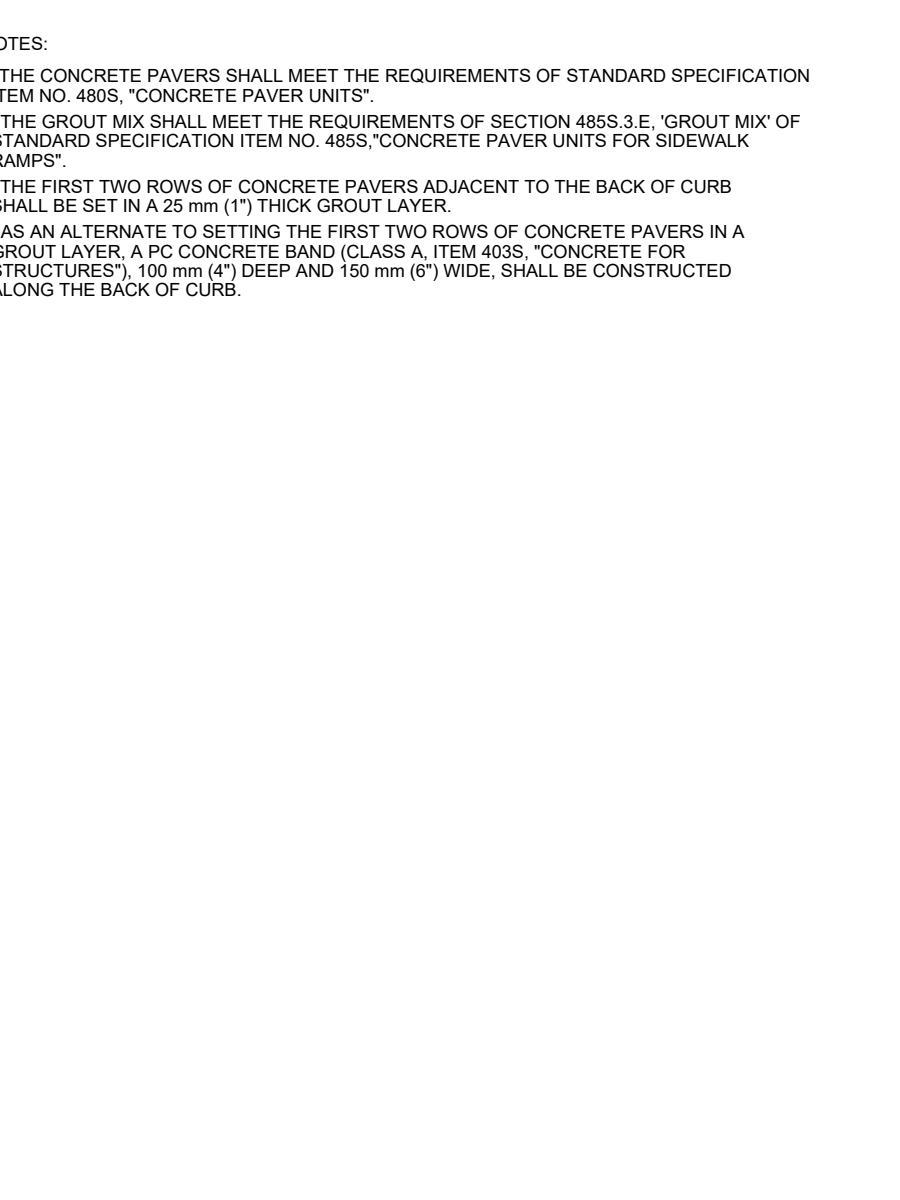 OTES:
THE CONCRETE PAVERS SHALL MEET THE REQUIREMENTS OF STANDARD SPECIFICATION
TEM NO. 480S, "CONCRETE PAVER UNITS".
THE GROUT MIX SHALL MEET THE REQUIREMENTS OF SECTION 485S.3.E, 'GROUT MIX' OF
STANDARD SPECIFICATION ITEM NO. 485S,"CONCRETE PAVER UNITS FOR SIDEWALK
RAMPS".
THE FIRST TWO ROWS OF CONCRETE PAVERS ADJACENT TO THE BACK OF CURB
SHALL BE SET IN A 25 mm (1") THICK GROUT LAYER.
AS AN ALTERNATE TO SETTING THE FIRST TWO ROWS OF CONCRETE PAVERS IN A
GROUT LAYER, A PC CONCRETE BAND (CLASS A, ITEM 403S, "CONCRETE FOR
STRUCTURES"), 100 mm (4") DEEP AND 150 mm (6") WIDE, SHALL BE CONSTRUCTED
ALONG THE BACK OF CURB.